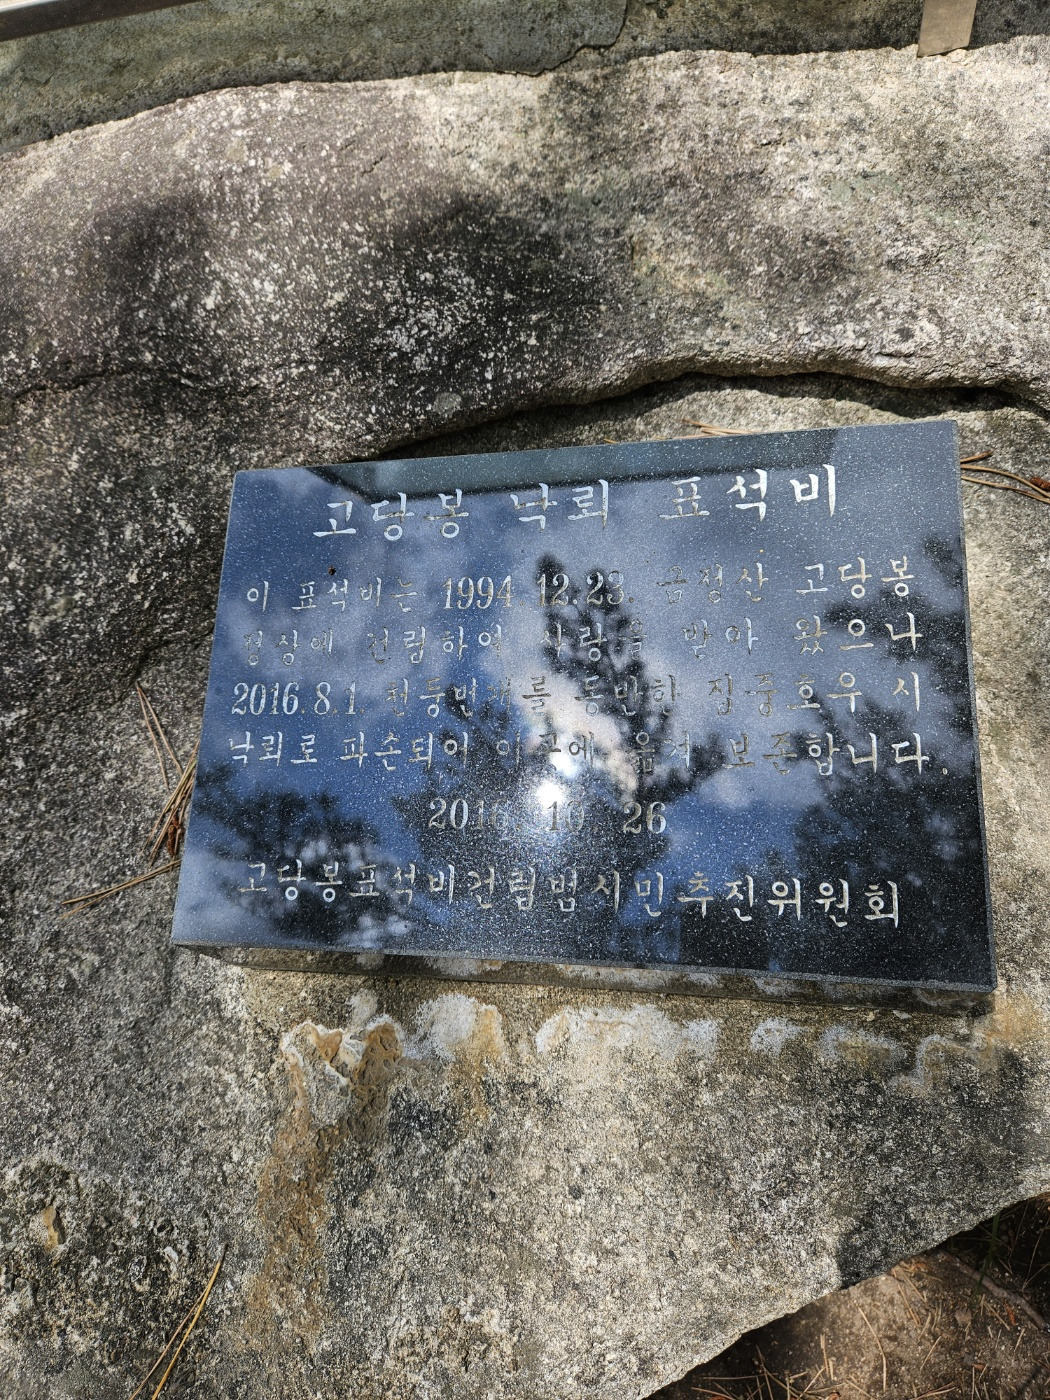 고당봉 낙뢰 표석비
이 표석비는 1994. 12.23. 금정산 고당봉
정상에 건립하여 사랑을 받아 왔으나
2016.8.1. 천둥번개를 동반한 집중호우 시
낙뢰로 파손되어 이곳에 옮겨 보존합니다.
2016. 10. 26
고당봉표석비건립범시민추진위원회